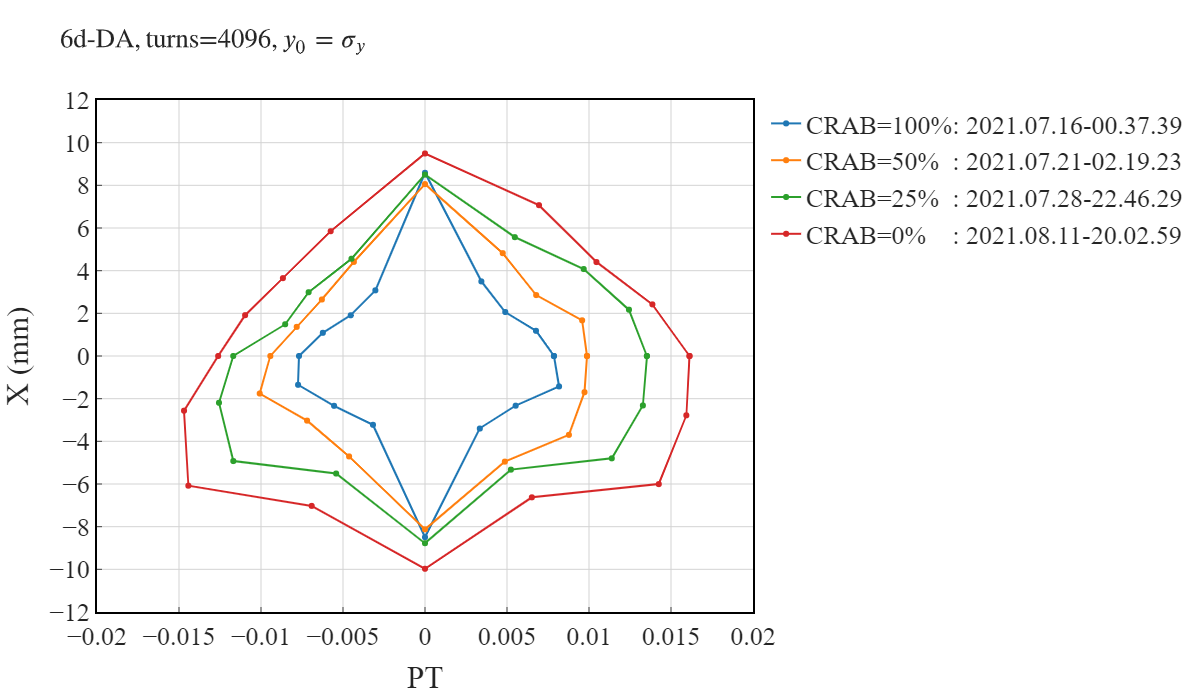 6d-DA, turns=4096, y₀ = σᵧ
12
10
8
6
4
2
0
−2
−4
−6
−8
−10
−12
X (mm)
−0.02 −0.015 −0.01 −0.005 0 0.005 0.01 0.015 0.02
PT
CRAB=100%: 2021.07.16-00.37.39
CRAB=50% : 2021.07.21-02.19.23
CRAB=25% : 2021.07.28-22.46.29
CRAB=0% : 2021.08.11-20.02.59